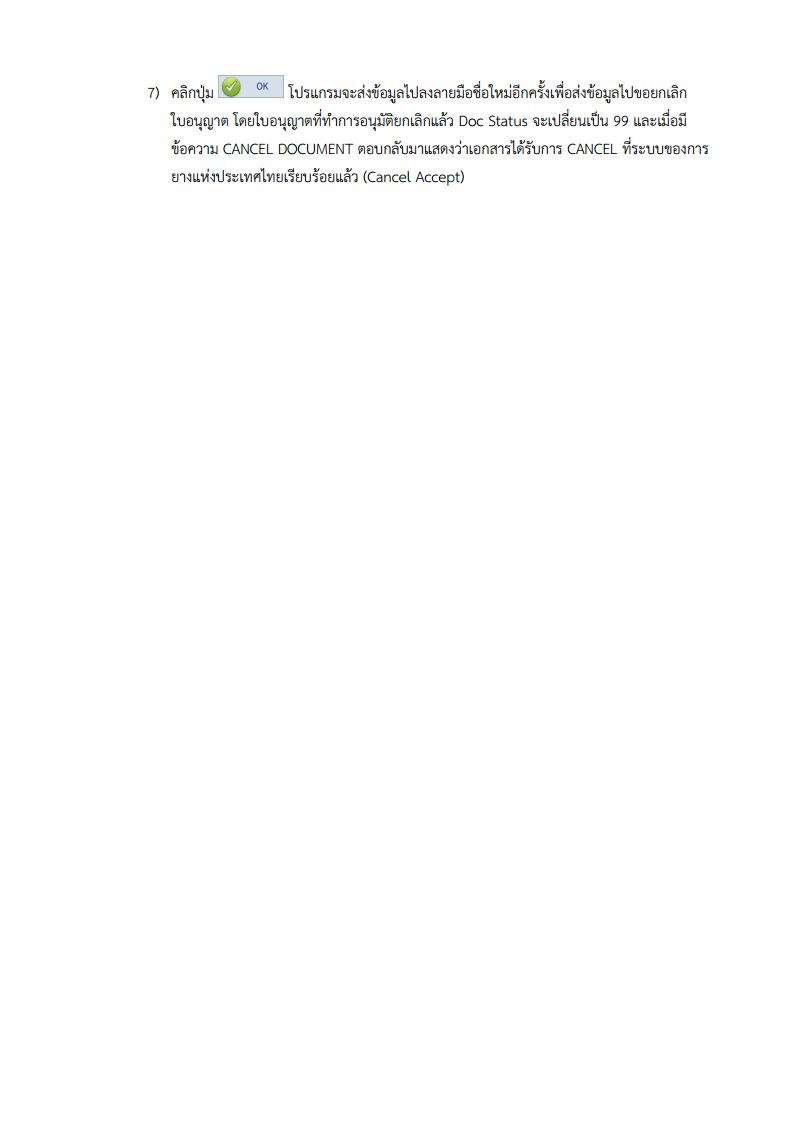 7) คลิกปุ่ม OK โปรแกรมจะส่งข้อมูลไปลงลายมือชื่อใหม่อีกครั้งเพื่อส่งข้อมูลไปขอยกเลิก
ใบอนุญาต โดยใบอนุญาตที่ทำการอนุมัติยกเลิกแล้ว Doc Status จะเปลี่ยนเป็น 99 และเมื่อมี
ข้อความ CANCEL DOCUMENT ตอบกลับมาแสดงว่าเอกสารได้รับการ CANCEL ที่ระบบของการ
ยางแห่งประเทศไทยเรียบร้อยแล้ว (Cancel Accept)